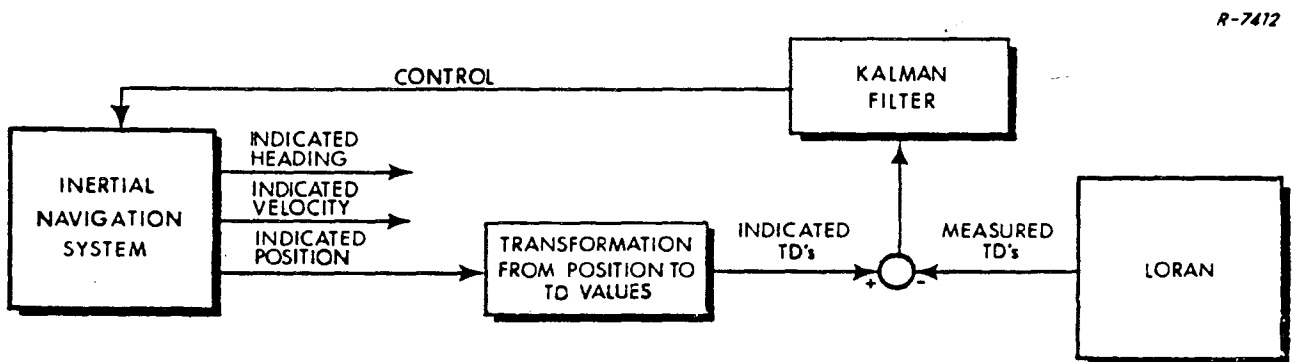 R-7412
CONTROL
KALMAN
FILTER
INERTIAL
NAVIGATION
SYSTEM
INDICATED
HEADING
INDICATED
VELOCITY
INDICATED
POSITION
TRANSFORMATION
FROM POSITION TO
TD VALUES
INDICATED
TD's
+
-
MEASURED
TD's
LORAN